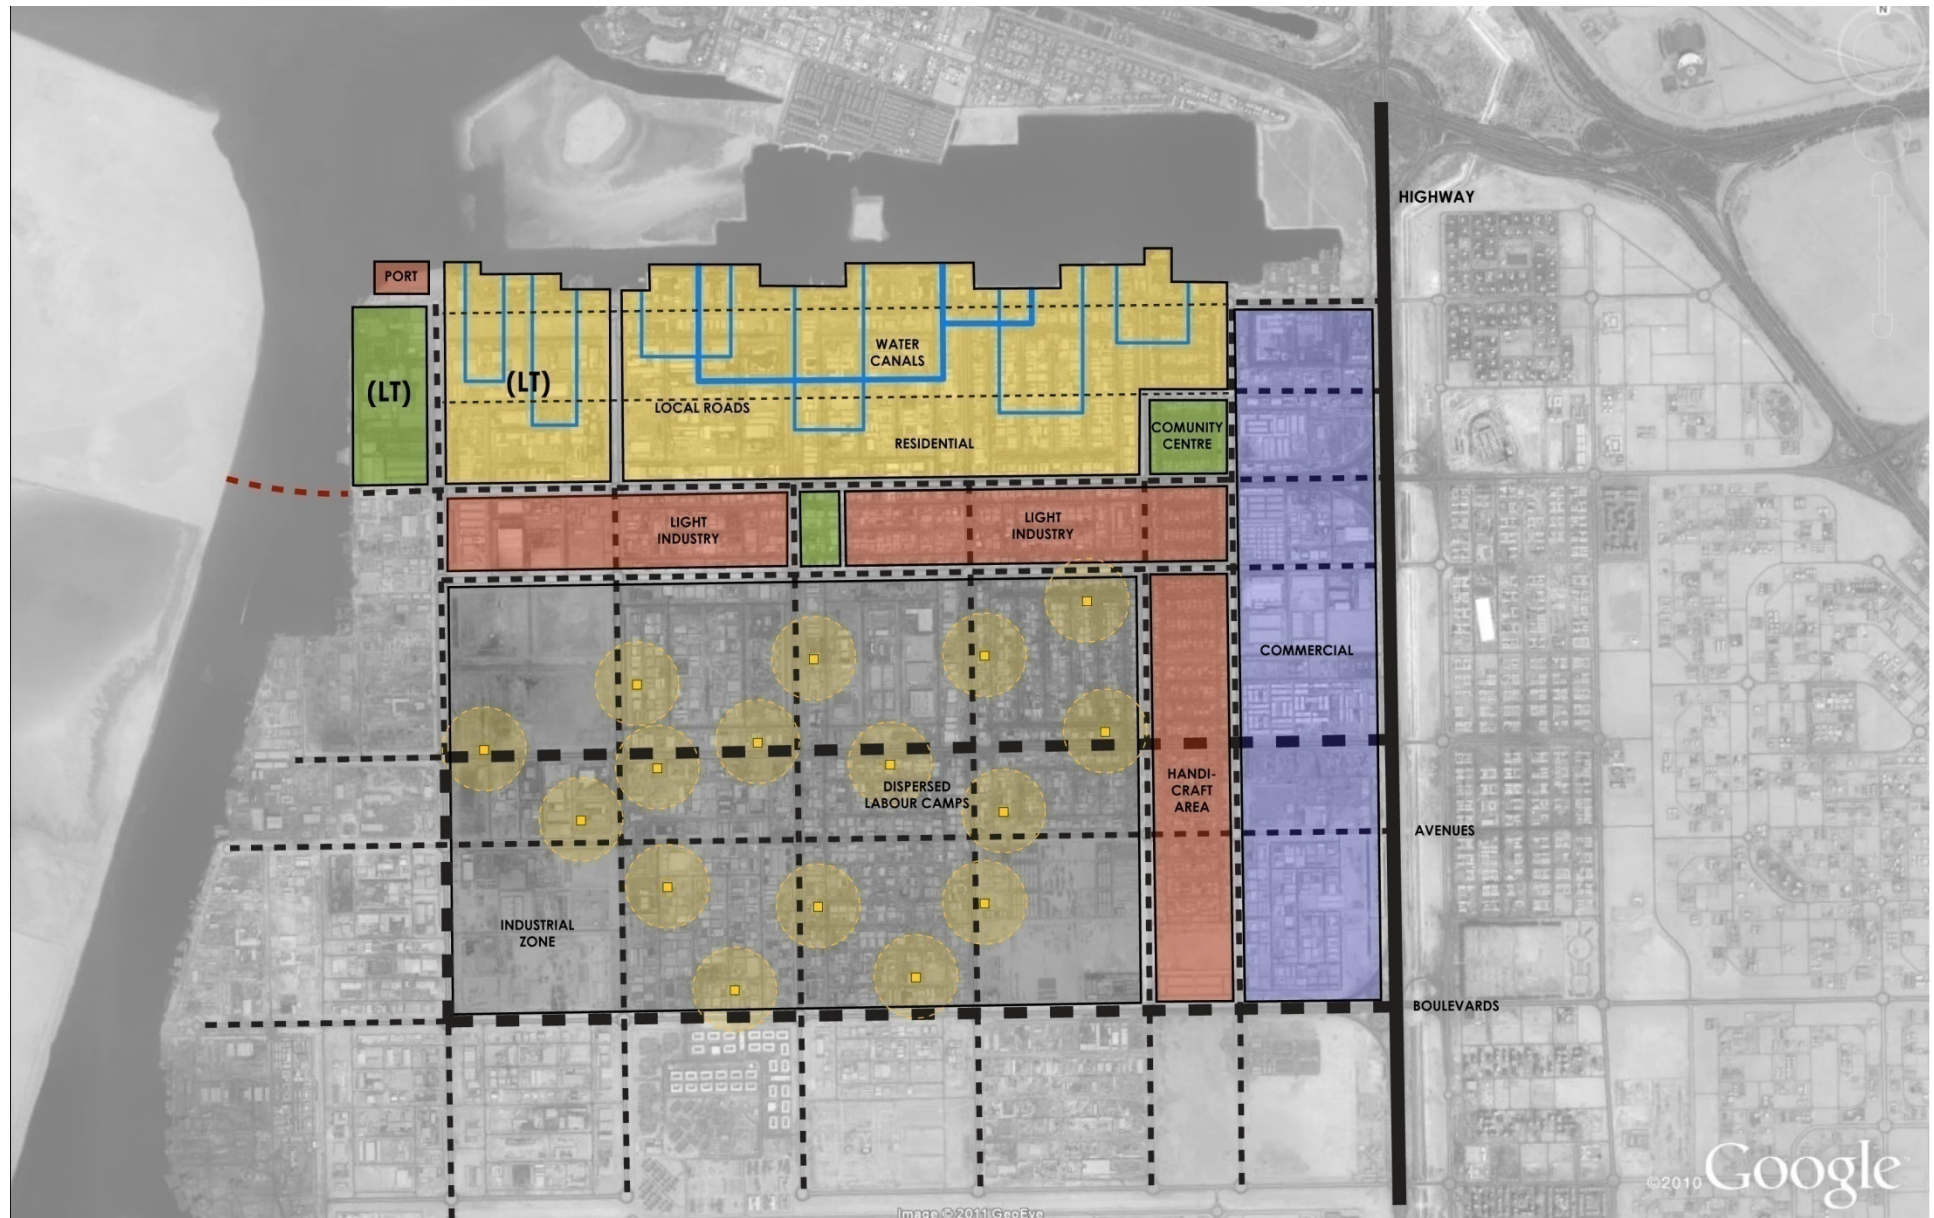 N
HIGHWAY
PORT
WATER
CANALS
(LT)
(LT)
LOCAL ROADS
RESIDENTIAL
COMUNITY
CENTRE
LIGHT
INDUSTRY
LIGHT
INDUSTRY
COMMERCIAL
HANDI-
CRAFT
AREA
DISPERSED
LABOUR CAMPS
AVENUES
INDUSTRIAL
ZONE
BOULEVARDS
©2010 Google
Image © 2011 GeoEye